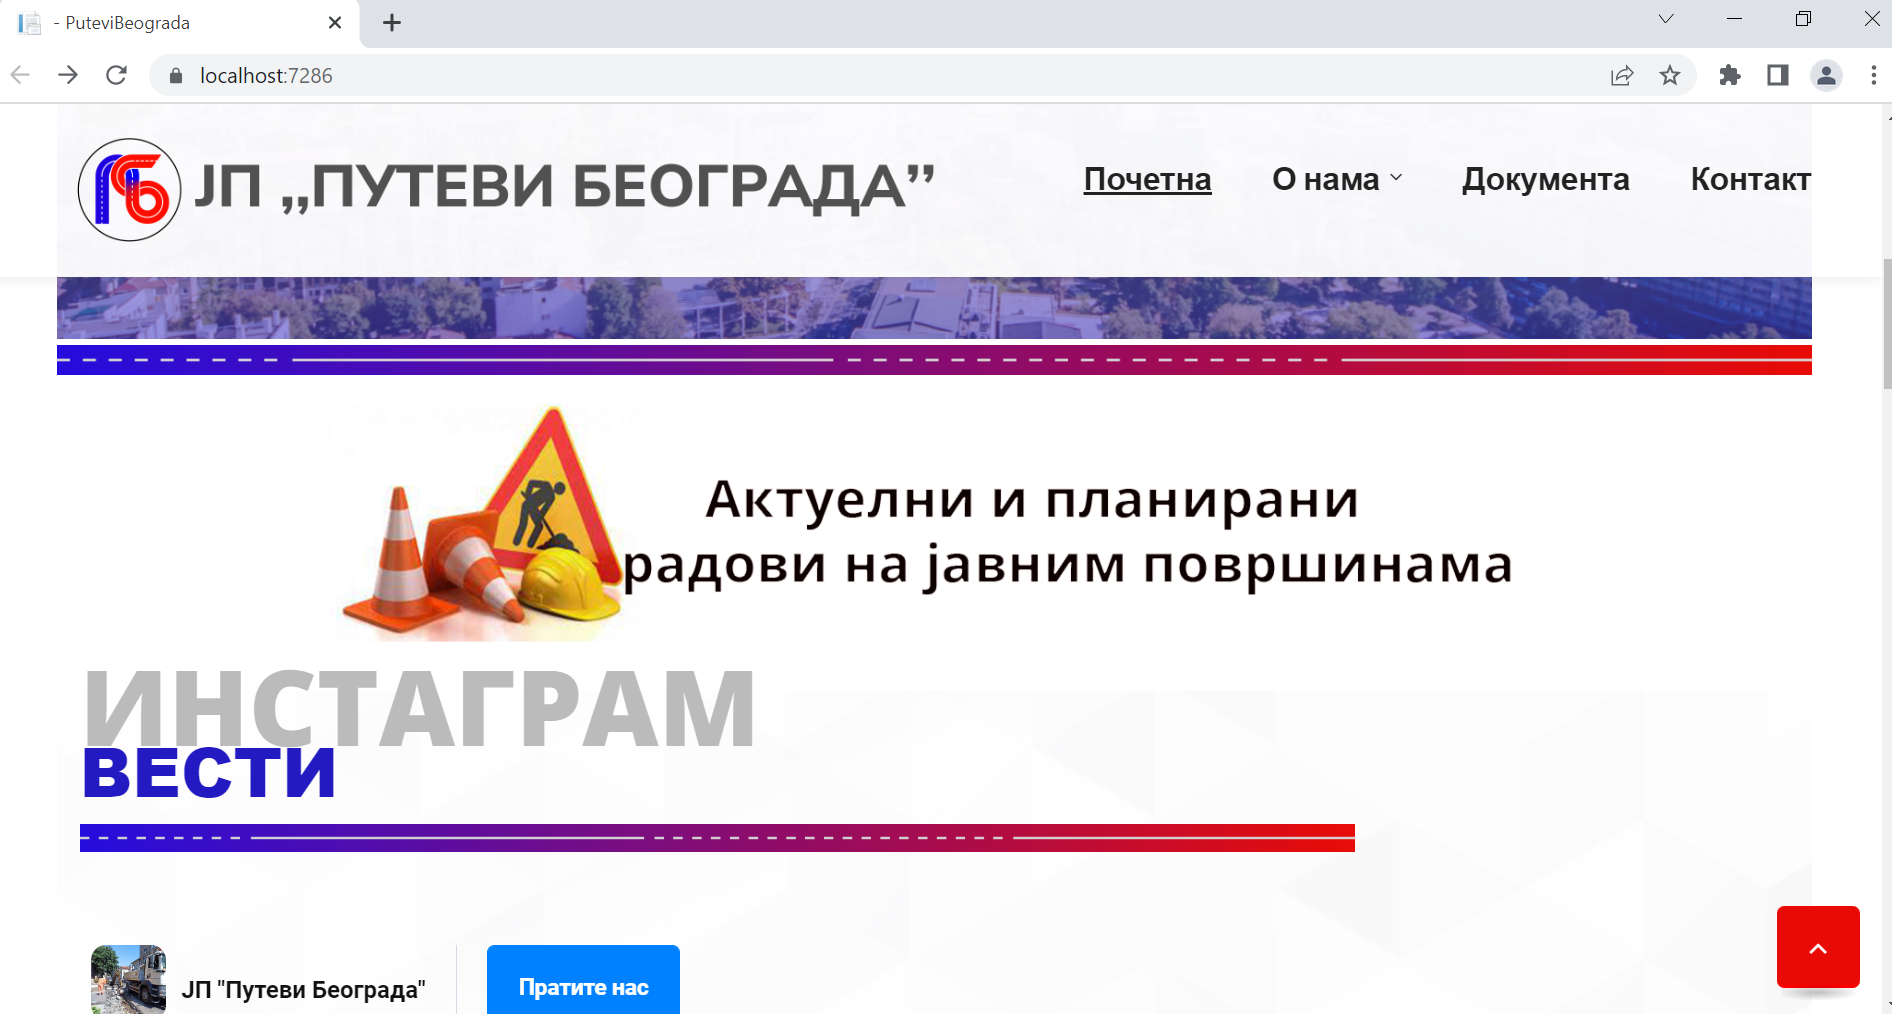 - PuteviBeograda
localhost:7286
ЈП „ПУТЕВИ БЕОГРАДА”
Почетна
О нама
Документа
Контакт
Актуелни и планирани
радови на јавним површинама
ИНСТАГРАМ
ВЕСТИ
ЈП "Путеви Београда"
Пратите нас